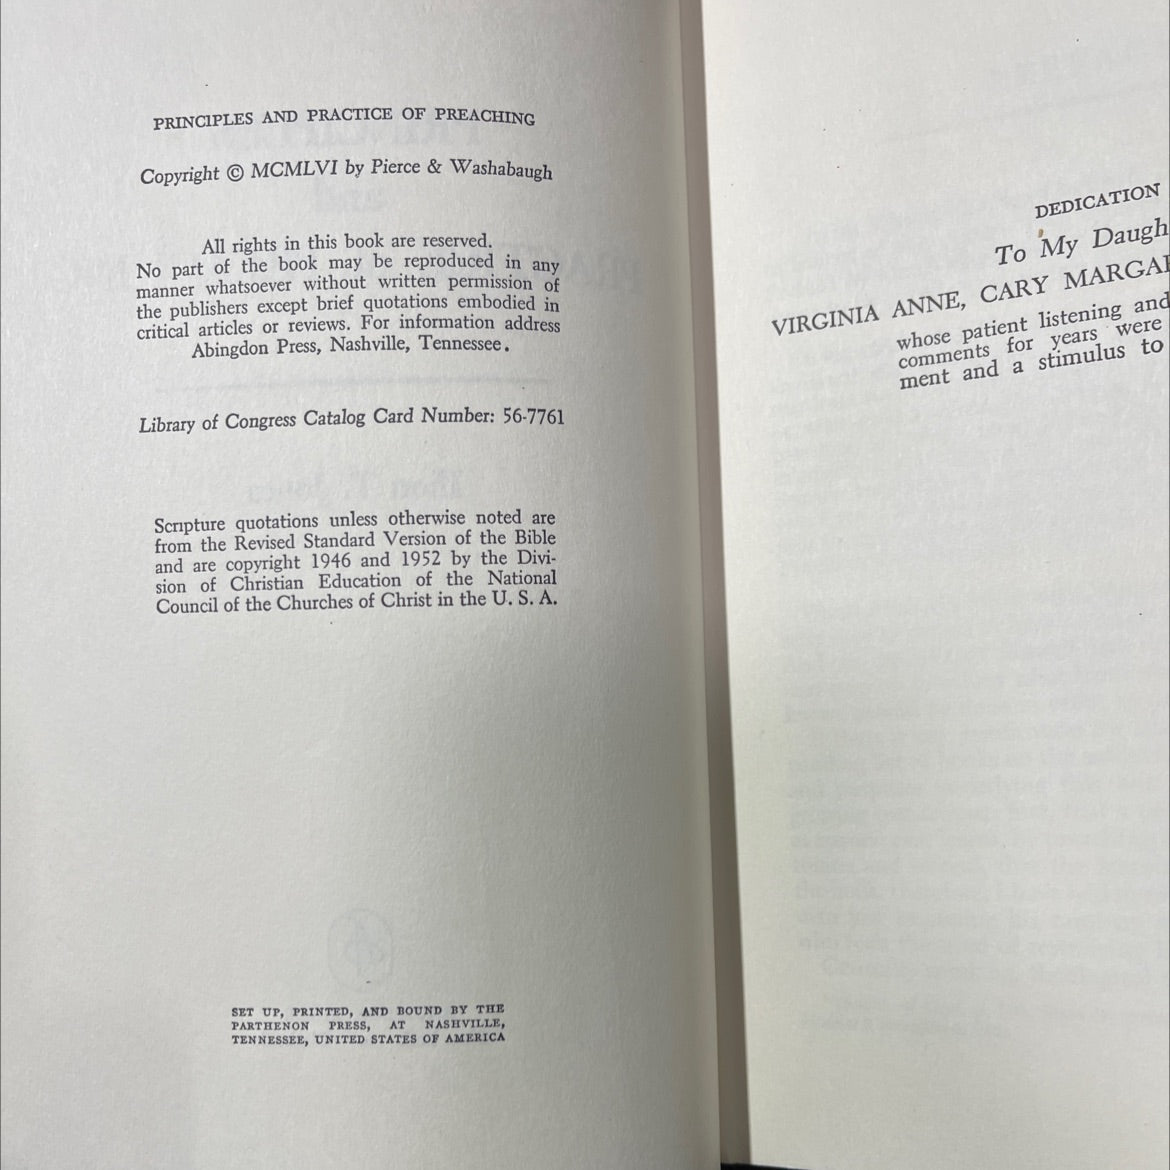 PRINCIPLES AND PRACTICE OF PREACHING
Copyright © MCMLVI by Pierce & Washabaugh
All rights in this book are reserved.
No part of the book may be reproduced in any
manner whatsoever without written permission of
the publishers except brief quotations embodied in
critical articles or reviews. For information address
Abingdon Press, Nashville, Tennessee.
Library of Congress Catalog Card Number: 56-7761
Scripture quotations unless otherwise noted are
from the Revised Standard Version of the Bible
and are copyright 1946 and 1952 by the Divi-
sion of Christian Education of the National
Council of the Churches of Christ in the U. S. A.
SET UP, PRINTED, AND BOUND BY THE
PARTHENON PRESS, AT NASHVILLE,
TENNESSEE, UNITED STATES OF AMERICA
DEDICATION
To My Daugh
VIRGINIA ANNE, CARY MARGAR
whose patient listening and
comments for years were
ment and a stimulus to